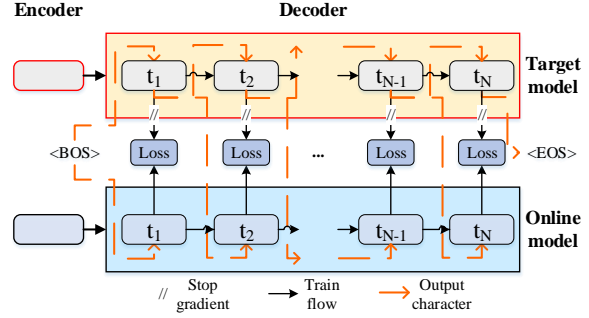 Encoder
Decoder
t1
t2
tN-1
tN
Target
model
//
//
//
//
<BOS>
Loss
Loss
...
Loss
Loss
<EOS>
t1
t2
tN-1
tN
Online
model
// Stop
gradient
Train
flow
Output
character